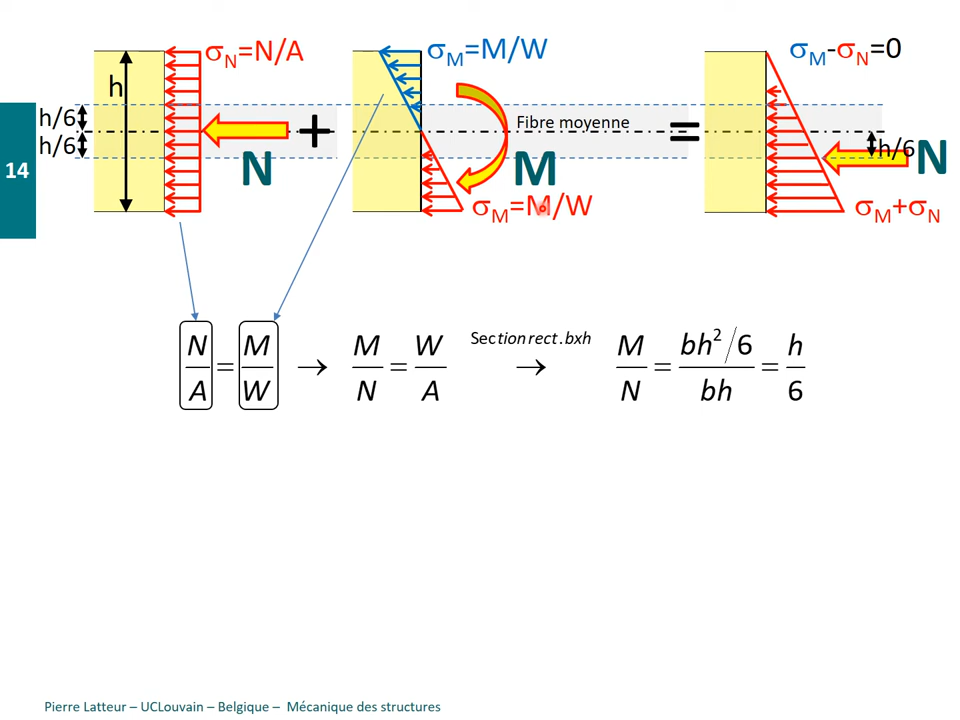 σN=N/A
σM=M/W
σM-σN=0
h
h/6
h/6
Fibre moyenne
+
=
N
M
h/6
N
14
σM=M/W
σM+σN
N/A = M/W → M/N = W/A Section rect. bxh → M/N = bh²/6 / bh = h/6
Pierre Latteur – UCLouvain – Belgique – Mécanique des structures